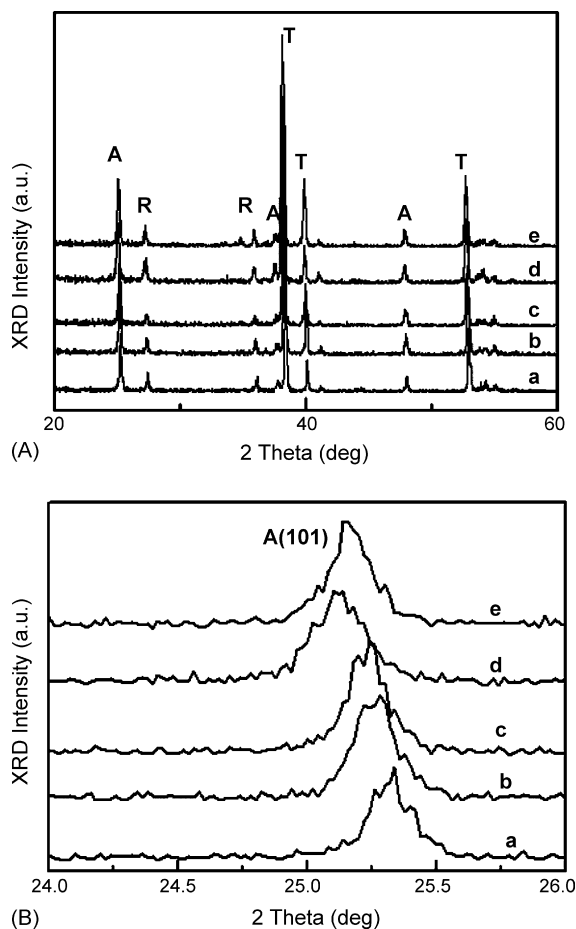 T
A
T
T
R
R
A
A
e
d
c
b
a
XRD Intensity (a.u.)
20 40 60
2 Theta (deg)
(A)
A(101)
e
d
c
b
a
XRD Intensity (a.u.)
24.0 24.5 25.0 25.5 26.0
2 Theta (deg)
(B)